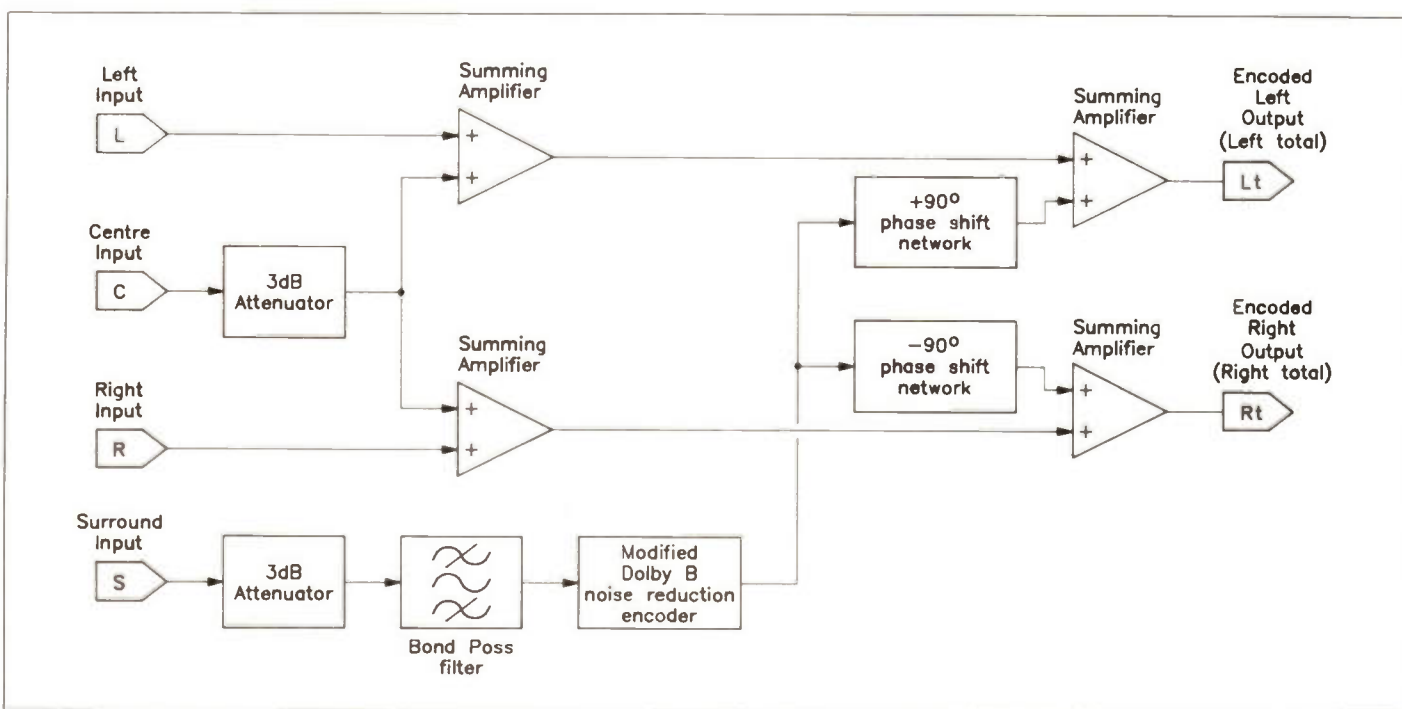 Left
Input
L
Summing
Amplifier
+
+
Summing
Amplifier
+
+
Encoded
Left
Output
(Left total)
Lt
+90°
phase shift
network
Centre
Input
C
3dB
Attenuator
Summing
Amplifier
+
+
-90°
phase shift
network
Summing
Amplifier
+
+
Encoded
Right
Output
(Right total)
Rt
Right
Input
R
Surround
Input
S
3dB
Attenuator
Bond Poss
filter
Modified
Dolby B
noise reduction
encoder